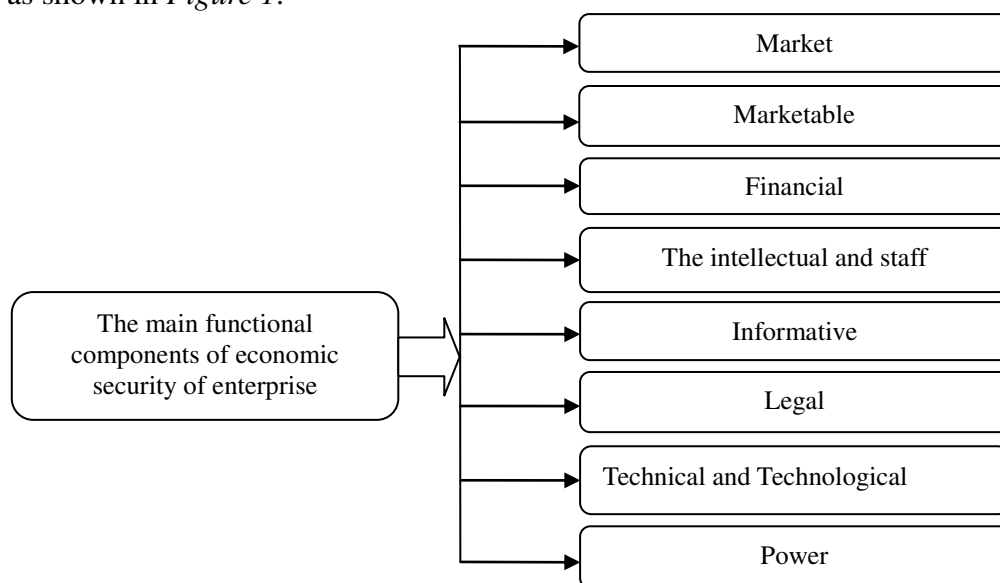 as shown in Figure 1.
Market
Marketable
Financial
The intellectual and staff
The main functional
components of economic
security of enterprise
Informative
Legal
Technical and Technological
Power